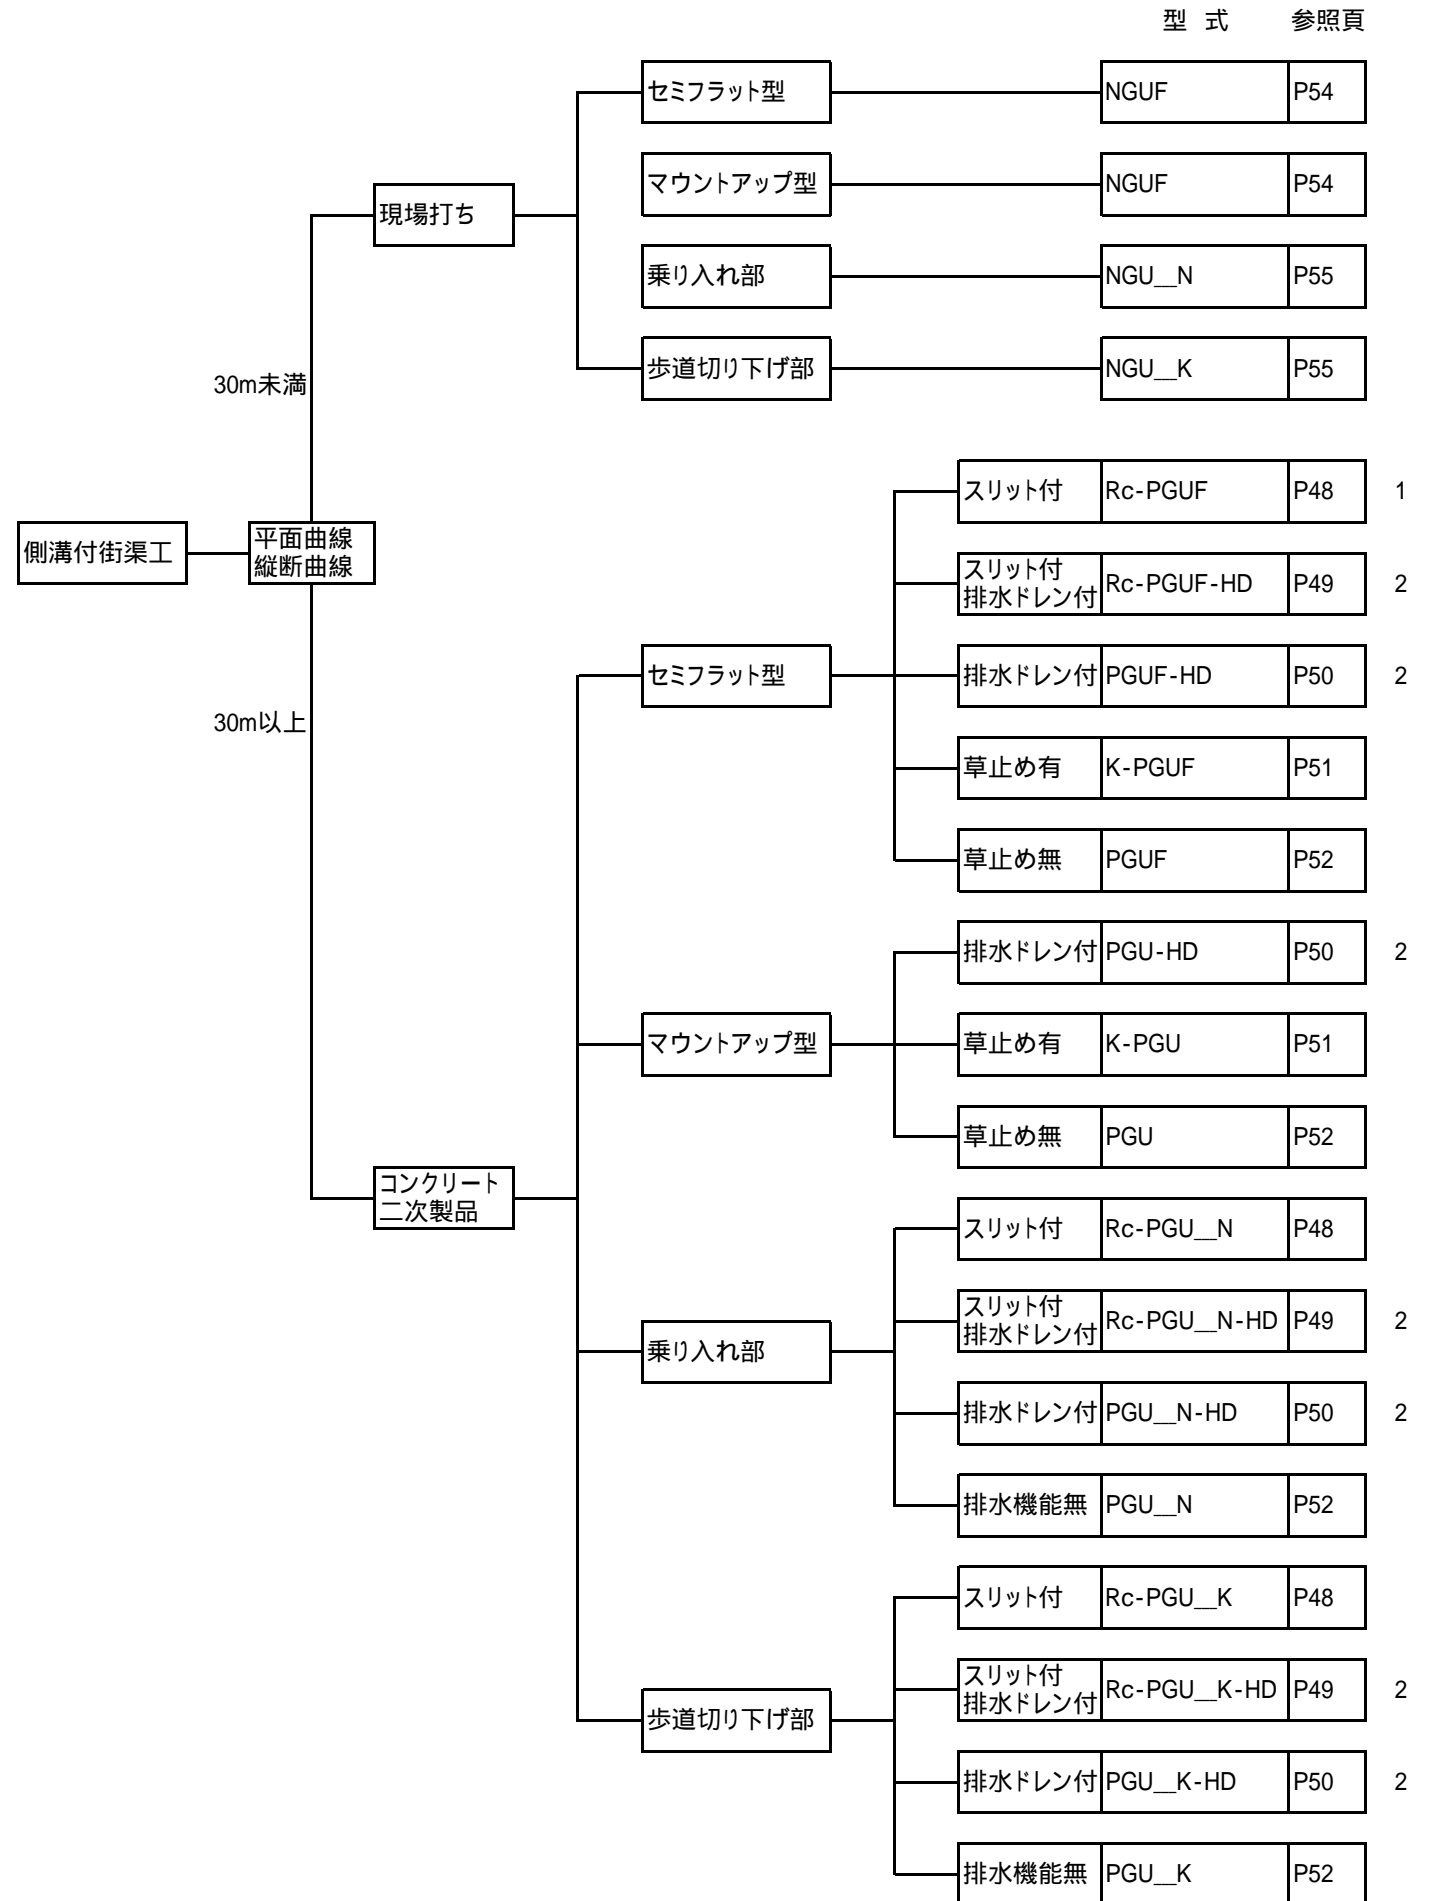 型 式 参照頁
セミフラット型 NGUF P54
マウントアップ型 NGUF P54
現場打ち
乗り入れ部 NGU__N P55
歩道切り下げ部 NGU__K P55
30m未満
スリット付 Rc-PGUF P48 1
側溝付街渠工
平面曲線
縦断曲線
スリット付
排水ドレン付 Rc-PGUF-HD P49 2
セミフラット型
排水ドレン付 PGUF-HD P50 2
30m以上
草止め有 K-PGUF P51
草止め無 PGUF P52
排水ドレン付 PGU-HD P50 2
マウントアップ型
草止め有 K-PGU P51
草止め無 PGU P52
コンクリート
二次製品
スリット付 Rc-PGU__N P48
スリット付
排水ドレン付 Rc-PGU__N-HD P49 2
乗り入れ部
排水ドレン付 PGU__N-HD P50 2
排水機能無 PGU__N P52
スリット付 Rc-PGU__K P48
スリット付
排水ドレン付 Rc-PGU__K-HD P49 2
歩道切り下げ部
排水ドレン付 PGU__K-HD P50 2
排水機能無 PGU__K P52